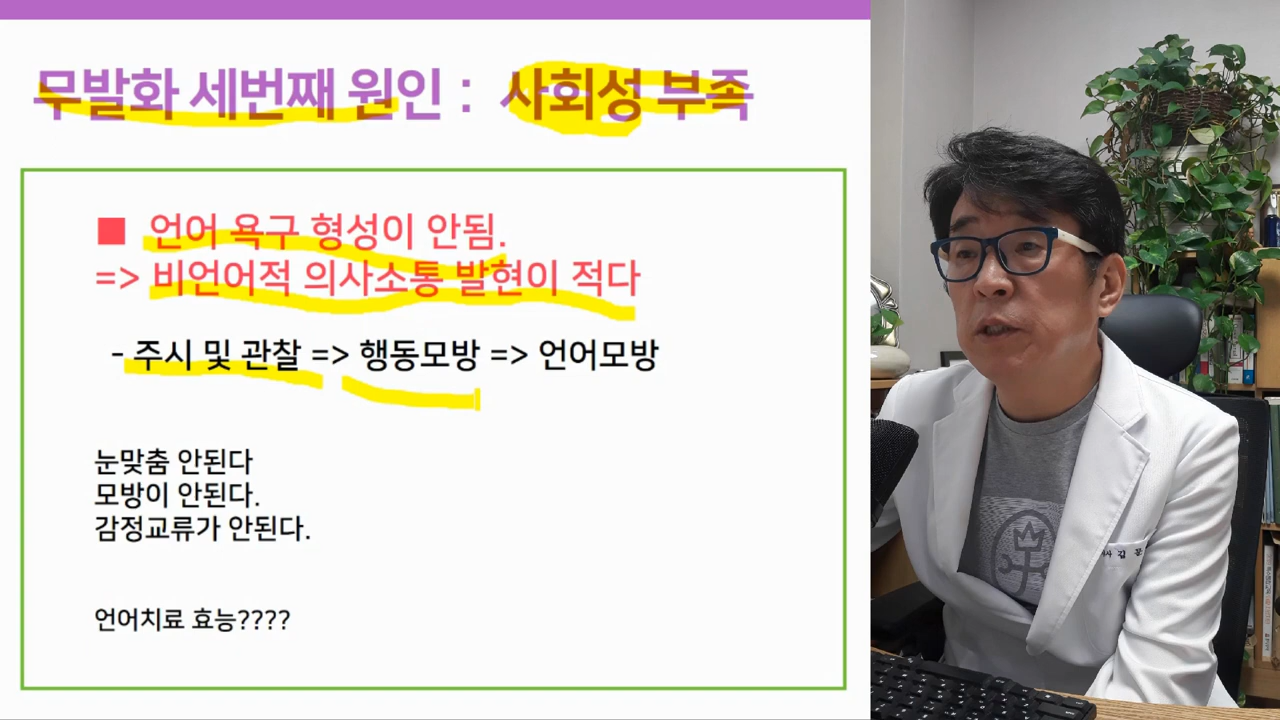 무발화 세번째 원인 : 사회성 부족
■ 언어 욕구 형성이 안됨.
=> 비언어적 의사소통 발현이 적다
- 주시 및 관찰 => 행동모방 => 언어모방
눈맞춤 안된다
모방이 안된다.
감정교류가 안된다.
언어치료 효능????